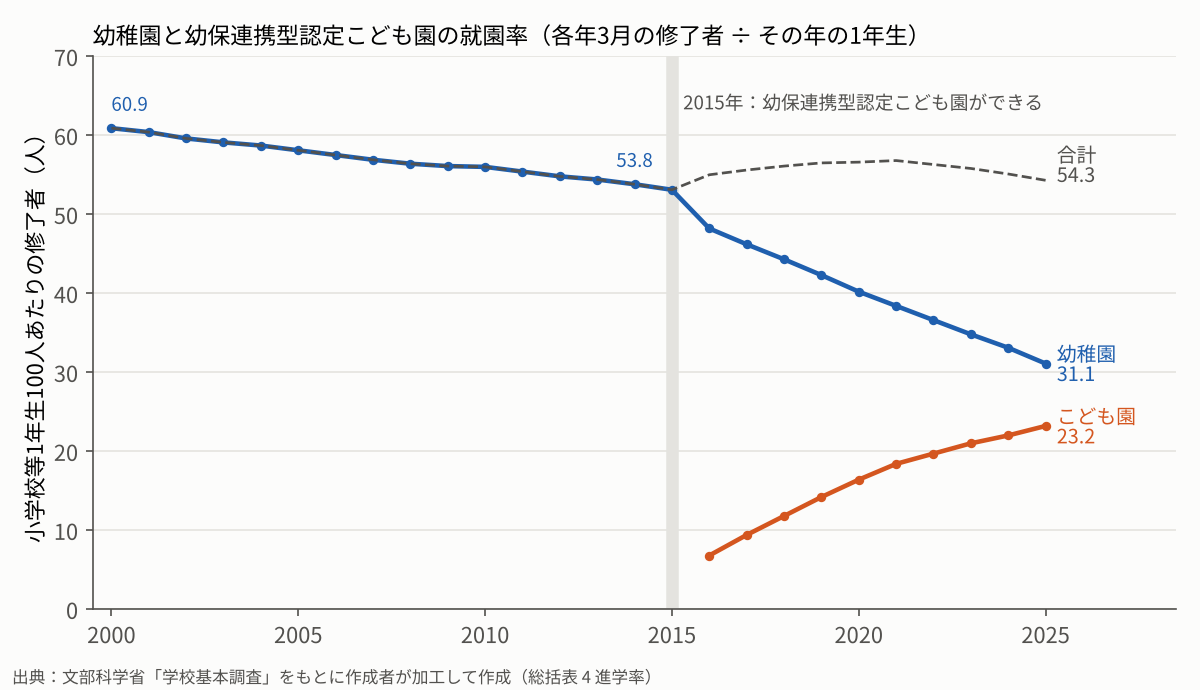 幼稚園と幼保連携型認定こども園の就園率（各年3月の修了者 ÷ その年の1年生）
小学校等1年生100人あたりの修了者（人）
70
60
50
40
30
20
10
0
60.9
53.8
2015年：幼保連携型認定こども園ができる
合計
54.3
幼稚園
31.1
こども園
23.2
2000
2005
2010
2015
2020
2025
出典：文部科学省「学校基本調査」をもとに作成者が加工して作成（総括表 4 進学率）